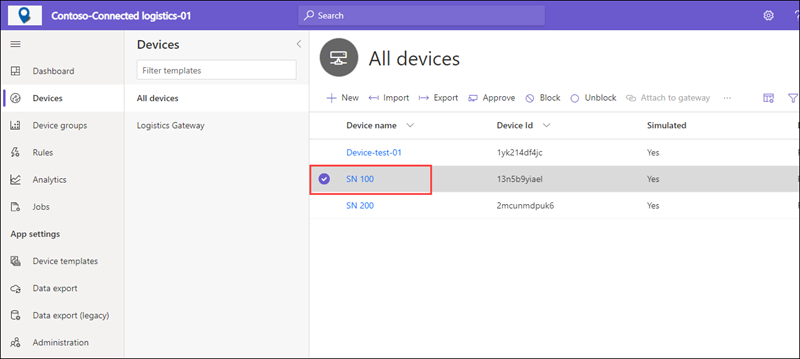 Contoso-Connected logistics-01
Search
Devices
Filter templates
All devices
Logistics Gateway
Dashboard
Devices
Device groups
Rules
Analytics
Jobs
App settings
Device templates
Data export
Data export (legacy)
Administration
All devices
New Import Export Approve Block Unblock Attach to gateway ...
Device name Device Id Simulated
Device-test-01 1yk214df4jc Yes
SN 100 13n5b9yiael Yes
SN 200 2mcunmdpuk6 Yes